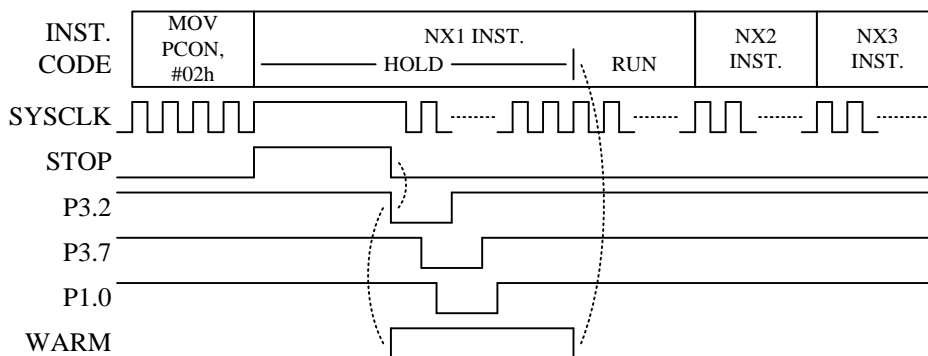 INST.
CODE
MOV
PCON,
#02h
NX1 INST.
HOLD
RUN
NX2
INST.
NX3
INST.
SYSCLK
STOP
P3.2
P3.7
P1.0
WARM